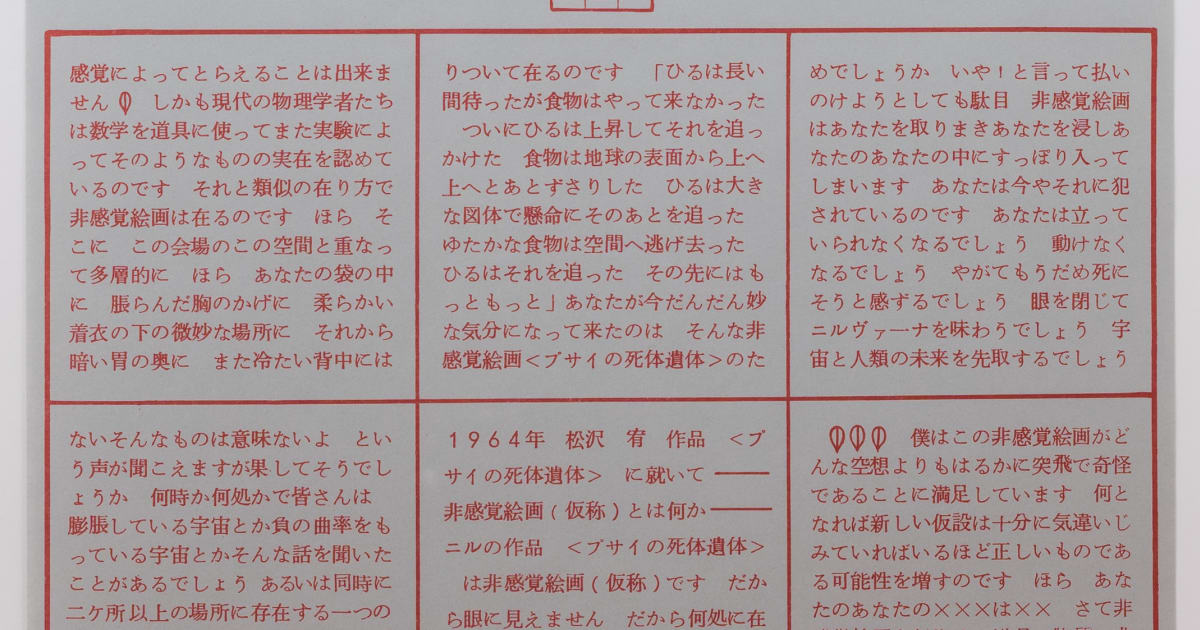 感覚によってとらえることは出来ま
せん しかも現代の物理学者たち
は数学を道具に使ってまた実験によ
ってそのようなものの実在を認めて
いるのです それと類似の在り方で
非感覚絵画は在るのです ほら そ
こに この会場のこの空間と重なっ
て多層的に ほら あなたの袋の中
に 脹らんだ胸のかげに 柔らかい
着衣の下の微妙な場所に それから
暗い胃の奥に また冷たい背中には
りついて在るのです 「ひるは長い
間待ったが食物はやって来なかった
ついにひるは上昇してそれを追っ
かけた 食物は地球の表面から上へ
上へとあとずさりした ひるは大き
な図体で懸命にそのあとを追った
ゆたかな食物は空間へ逃げ去った
ひるはそれを追った その先にはも
っともっと」あなたが今だんだん妙
な気分になって来たのは そんな非
感覚絵画<プサイの死体遺体>のた
めでしょうか いや!と言って払い
のけようとしても駄目 非感覚絵画
はあなたを取りまきあなたを浸しあ
なたのあなたの中にすっぽり入って
しまいます あなたは今やそれに犯
されているのです あなたは立って
いられなくなるでしょう 動けなく
なるでしょう やがてもうだめ死に
そうと感ずるでしょう 眼を閉じて
ニルヴァーナを味わうでしょう 宇
宙と人類の未来を先取するでしょう
ないそんなものは意味ないよ とい
う声が聞こえますが果してそうでし
ょうか 何時か何処かで皆さんは
膨脹している宇宙とか負の曲率をも
っている宇宙とかそんな話を聞いた
ことがあるでしょう あるいは同時に
二ケ所以上の場所に存在する一つの
1964年 松沢 宥 作品 <プ
サイの死体遺体> に就いて ――
非感覚絵画(仮称)とは何か――
ニルの作品 <プサイの死体遺体>
は非感覚絵画(仮称)です だか
ら眼に見えません だから何処に在
僕はこの非感覚絵画がど
んな空想よりもはるかに突飛で奇怪
であることに満足しています 何と
なれば新しい仮設は十分に気違いじ
みていればいるほど正しいものであ
る可能性を増すのです ほら あな
たのあなたの×××は×× さて非